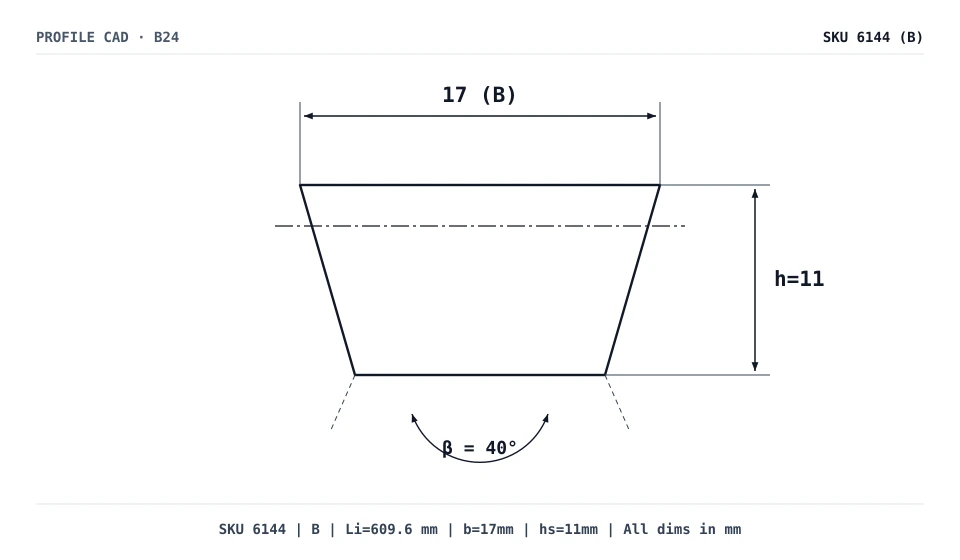 PROFILE CAD · B24
SKU 6144 (B)
17 (B)
h=11
β = 40°
SKU 6144 | B | Li=609.6 mm | b=17mm | hs=11mm | All dims in mm